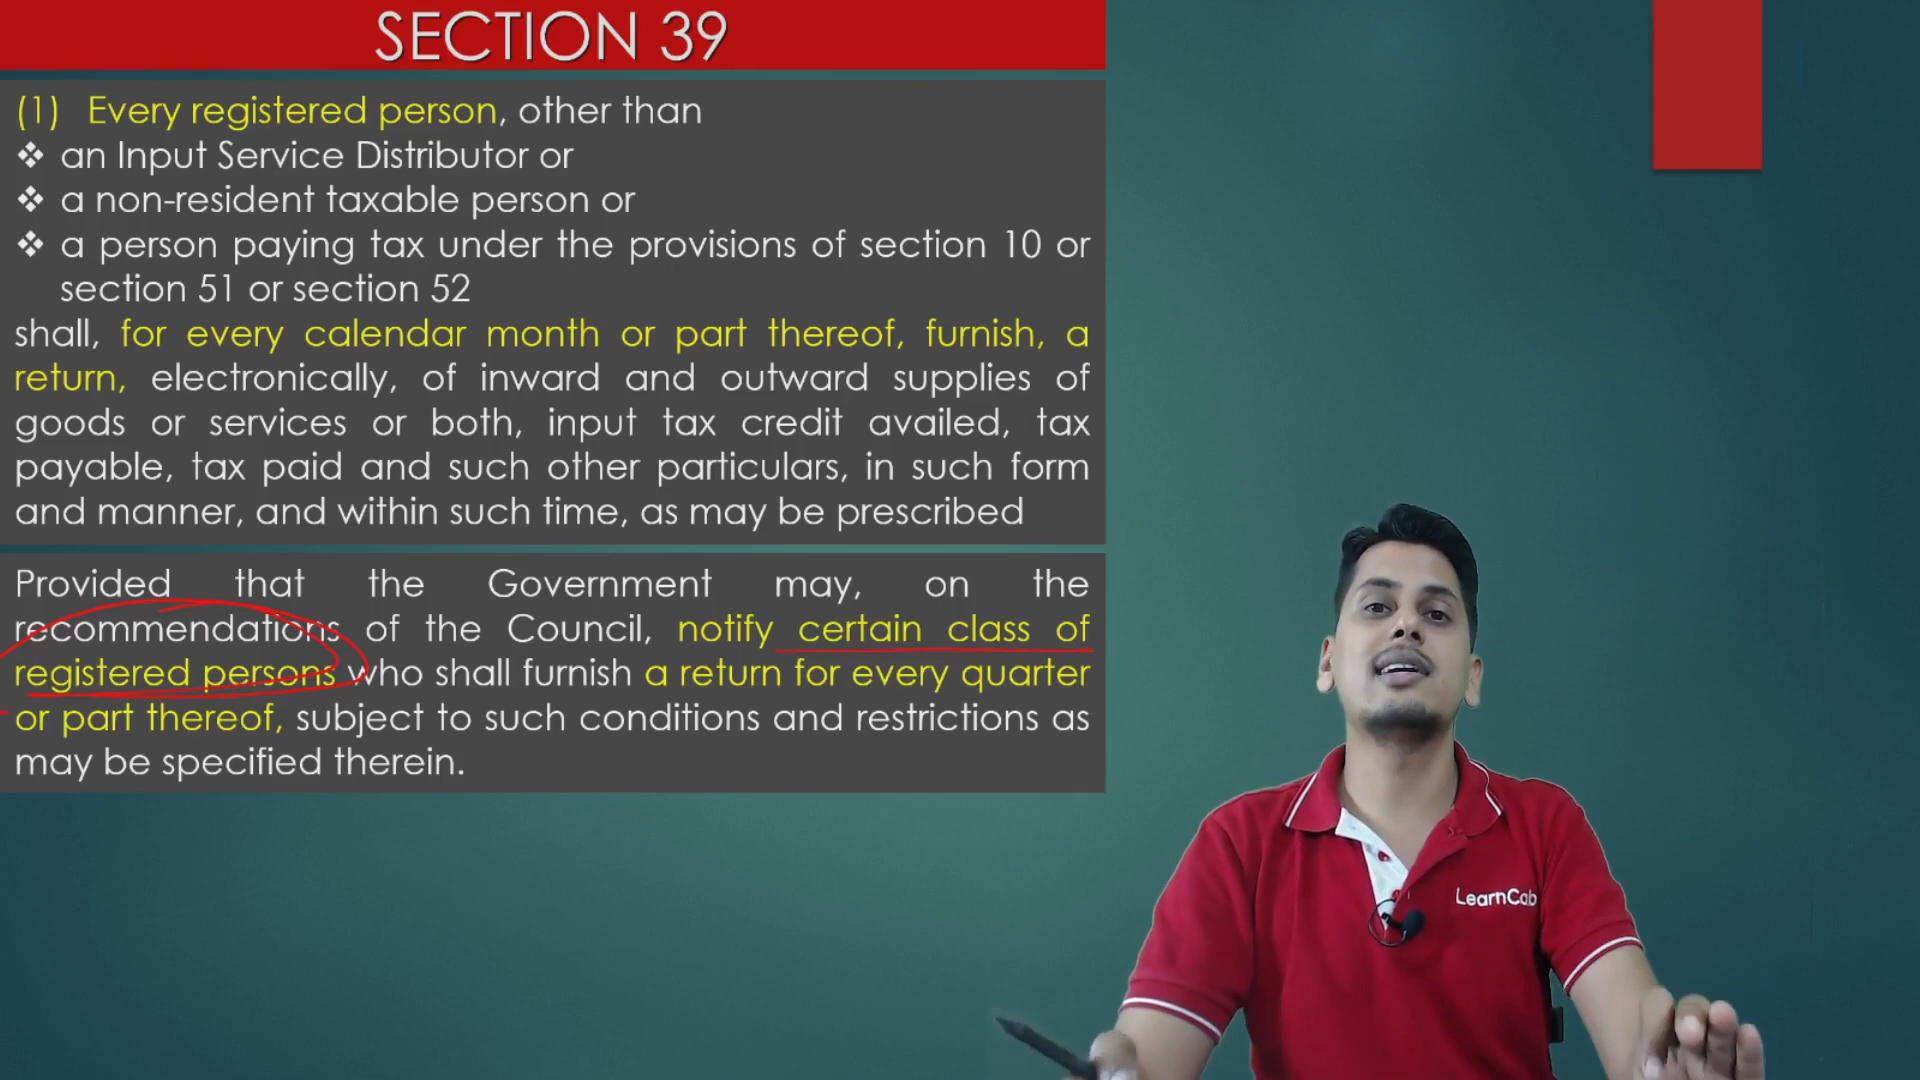 SECTION 39
(1) Every registered person, other than
❖ an Input Service Distributor or
❖ a non-resident taxable person or
❖ a person paying tax under the provisions of section 10 or
section 51 or section 52
shall, for every calendar month or part thereof, furnish, a
return, electronically, of inward and outward supplies of
goods or services or both, input tax credit availed, tax
payable, tax paid and such other particulars, in such form
and manner, and within such time, as may be prescribed
Provided that the Government may, on the
recommendations of the Council, notify certain class of
registered persons who shall furnish a return for every quarter
or part thereof, subject to such conditions and restrictions as
may be specified therein.
LearnCab